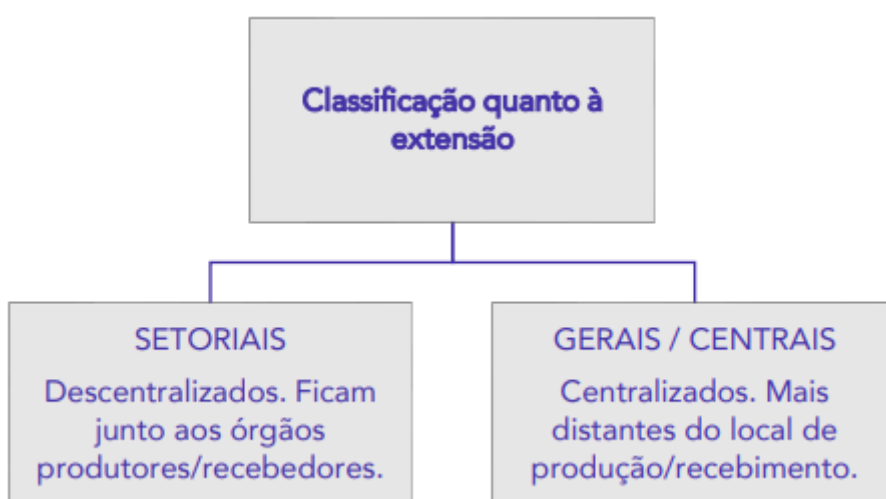 Classificação quanto à
extensão
SETORIAIS
Descentralizados. Ficam
junto aos órgãos
produtores/recebedores.
GERAIS / CENTRAIS
Centralizados. Mais
distantes do local de
produção/recebimento.